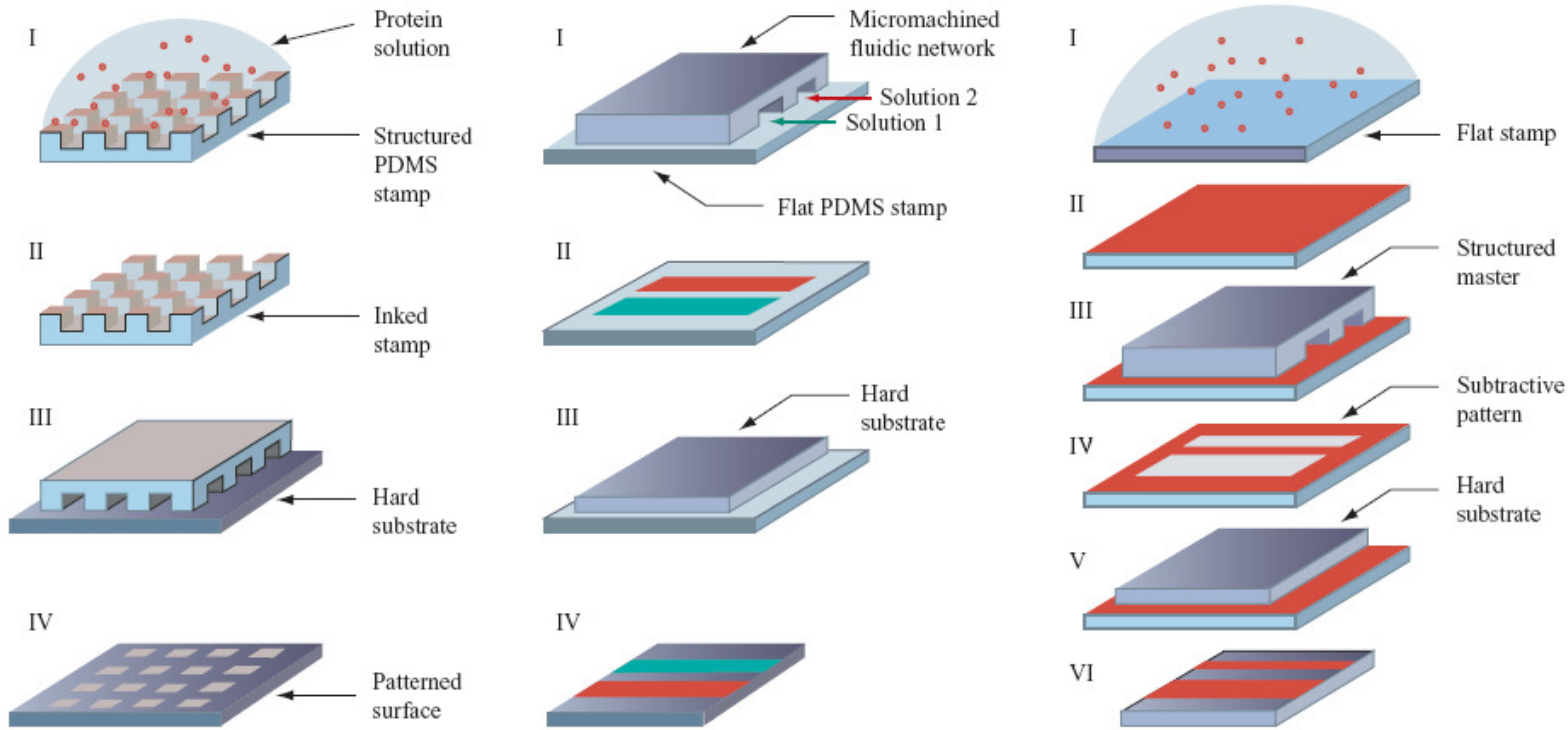 I
Protein
solution
Structured
PDMS
stamp
II
Inked
stamp
III
Hard
substrate
IV
Patterned
surface
I
Micromachined
fluidic network
Solution 2
Solution 1
Flat PDMS stamp
II
III
Hard
substrate
IV
I
Flat stamp
II
Structured
master
III
Subtractive
pattern
IV
Hard
substrate
V
VI